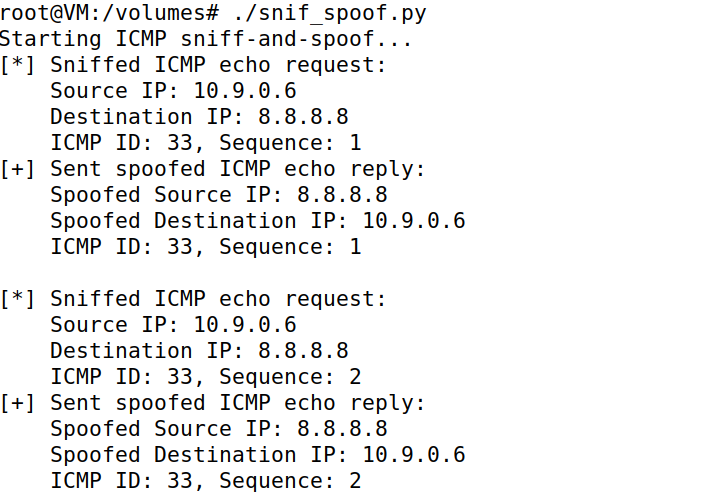 root@VM:/volumes# ./snif_spoof.py
Starting ICMP sniff-and-spoof...
[*] Sniffed ICMP echo request:
    Source IP: 10.9.0.6
    Destination IP: 8.8.8.8
    ICMP ID: 33, Sequence: 1
[+] Sent spoofed ICMP echo reply:
    Spoofed Source IP: 8.8.8.8
    Spoofed Destination IP: 10.9.0.6
    ICMP ID: 33, Sequence: 1

[*] Sniffed ICMP echo request:
    Source IP: 10.9.0.6
    Destination IP: 8.8.8.8
    ICMP ID: 33, Sequence: 2
[+] Sent spoofed ICMP echo reply:
    Spoofed Source IP: 8.8.8.8
    Spoofed Destination IP: 10.9.0.6
    ICMP ID: 33, Sequence: 2